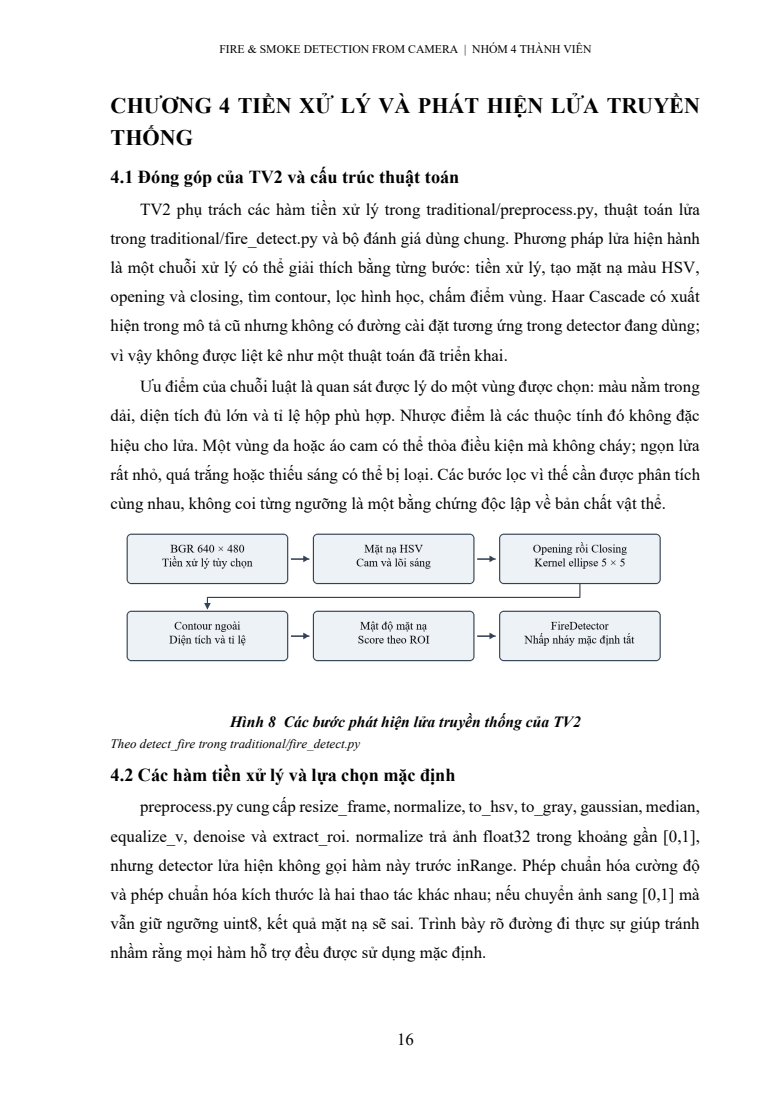 FIRE & SMOKE DETECTION FROM CAMERA | NHÓM 4 THÀNH VIÊN
CHƯƠNG 4 TIỀN XỬ LÝ VÀ PHÁT HIỆN LỬA TRUYỀN
THỐNG
4.1 Đóng góp của TV2 và cấu trúc thuật toán
TV2 phụ trách các hàm tiền xử lý trong traditional/preprocess.py, thuật toán lửa
trong traditional/fire_detect.py và bộ đánh giá dùng chung. Phương pháp lửa hiện hành
là một chuỗi xử lý có thể giải thích bằng từng bước: tiền xử lý, tạo mặt nạ màu HSV,
opening và closing, tìm contour, lọc hình học, chấm điểm vùng. Haar Cascade có xuất
hiện trong mô tả cũ nhưng không có đường cài đặt tương ứng trong detector đang dùng;
vì vậy không được liệt kê như một thuật toán đã triển khai.
Ưu điểm của chuỗi luật là quan sát được lý do một vùng được chọn: màu nằm trong
dải, diện tích đủ lớn và tỉ lệ hộp phù hợp. Nhược điểm là các thuộc tính đó không đặc
hiệu cho lửa. Một vùng da hoặc áo cam có thể thỏa điều kiện mà không cháy; ngọn lửa
rất nhỏ, quá trắng hoặc thiếu sáng có thể bị loại. Các bước lọc vì thế cần được phân tích
cùng nhau, không coi từng ngưỡng là một bằng chứng độc lập về bản chất vật thể.
BGR 640 × 480
Tiền xử lý tùy chọn
Mặt nạ HSV
Cam và lõi sáng
Opening rồi Closing
Kernel ellipse 5 × 5
Contour ngoài
Diện tích và tỉ lệ
Mật độ mặt nạ
Score theo ROI
FireDetector
Nhấp nháy mặc định tắt
Hình 8 Các bước phát hiện lửa truyền thống của TV2
Theo detect_fire trong traditional/fire_detect.py
4.2 Các hàm tiền xử lý và lựa chọn mặc định
preprocess.py cung cấp resize_frame, normalize, to_hsv, to_gray, gaussian, median,
equalize_v, denoise và extract_roi. normalize trả ảnh float32 trong khoảng gần [0,1],
nhưng detector lửa hiện không gọi hàm này trước inRange. Phép chuẩn hóa cường độ
và phép chuẩn hóa kích thước là hai thao tác khác nhau; nếu chuyển ảnh sang [0,1] mà
vẫn giữ ngưỡng uint8, kết quả mặt nạ sẽ sai. Trình bày rõ đường đi thực sự giúp tránh
nhầm rằng mọi hàm hỗ trợ đều được sử dụng mặc định.
16